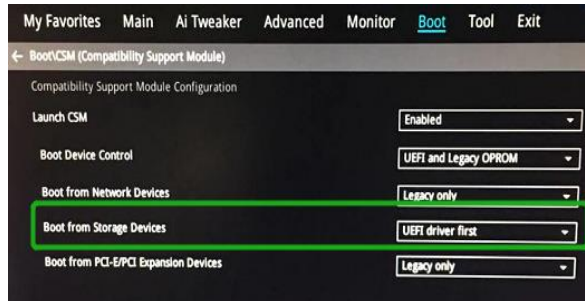 My Favorites Main Ai Tweaker Advanced Monitor Boot Tool Exit
← Boot\CSM (Compatibility Support Module)
Compatibility Support Module Configuration
Launch CSM Enabled
Boot Device Control UEFI and Legacy OPROM
Boot from Network Devices Legacy only
Boot from Storage Devices UEFI driver first
Boot from PCI-E/PCI Expansion Devices Legacy only